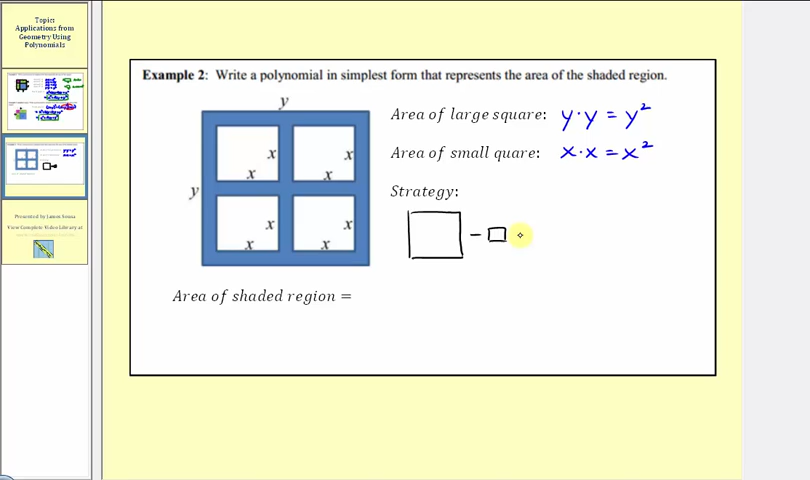 Topic:
Applications from
Geometry Using
Polynomials
Presented by James Sousa
View Complete Video Library at
Example 2: Write a polynomial in simplest form that represents the area of the shaded region.
y
Area of large square: y·y = y²
x x
Area of small quare: x·x = x²
x x
y
Strategy:
x x
x x
Area of shaded region =